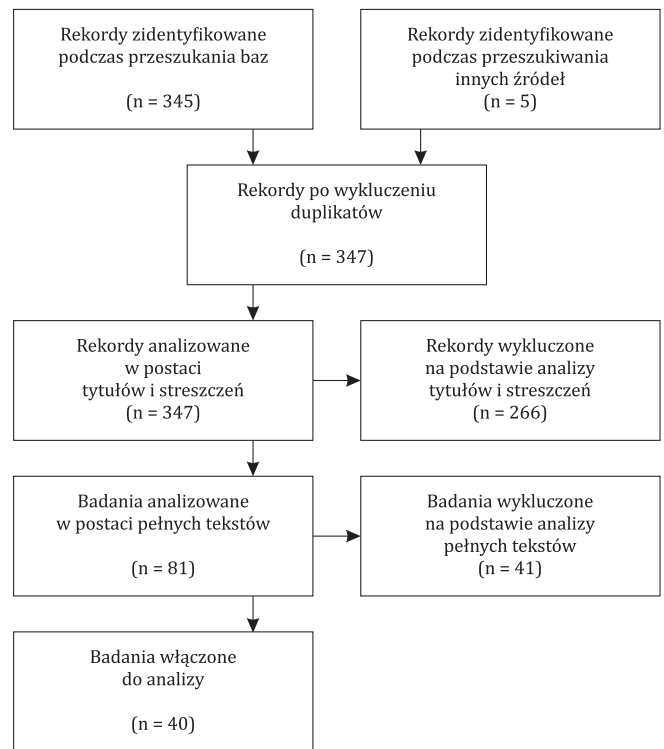 Rekordy zidentyfikowane
podczas przeszukania baz
(n = 345)
Rekordy zidentyfikowane
podczas przeszukiwania
innych źródeł
(n = 5)
Rekordy po wykluczeniu
duplikatów
(n = 347)
Rekordy analizowane
w postaci
tytułów i streszczeń
(n = 347)
Rekordy wykluczone
na podstawie analizy
tytułów i streszczeń
(n = 266)
Badania analizowane
w postaci pełnych tekstów
(n = 81)
Badania wykluczone
na podstawie analizy
pełnych tekstów
(n = 41)
Badania włączone
do analizy
(n = 40)